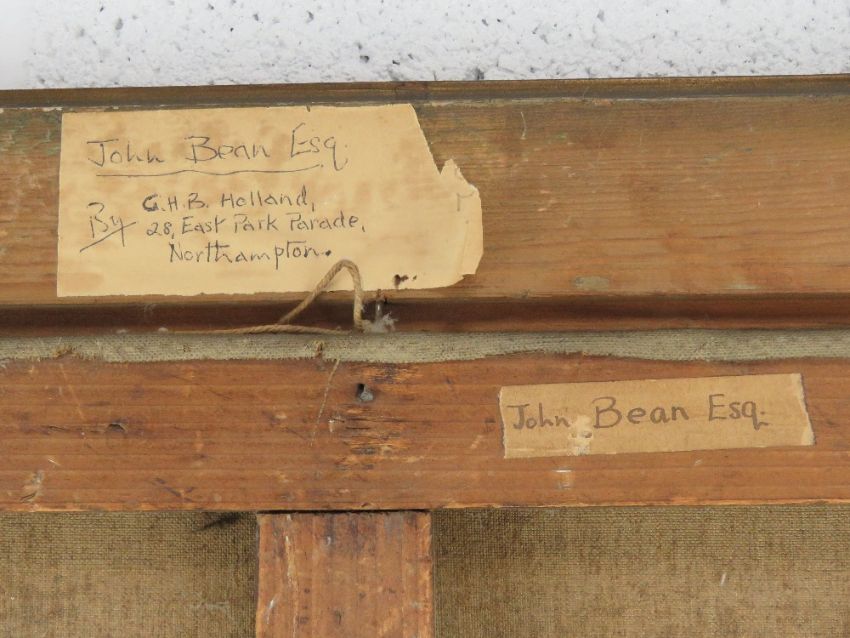 John Bean Esq.
By G.H.B. Holland,
28, East Park Parade,
Northampton.
John Bean Esq.